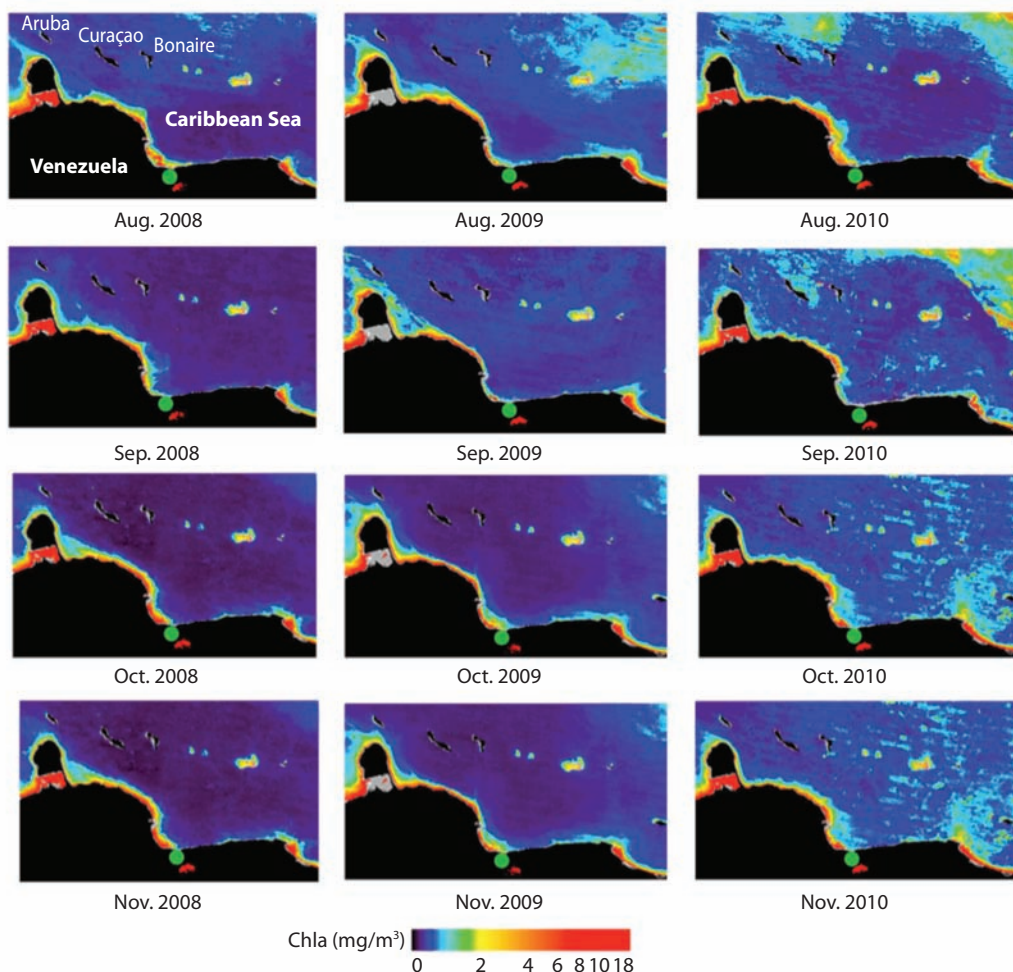 Aruba
Curaçao
Bonaire
Caribbean Sea
Venezuela
Aug. 2008
Aug. 2009
Aug. 2010
Sep. 2008
Sep. 2009
Sep. 2010
Oct. 2008
Oct. 2009
Oct. 2010
Nov. 2008
Nov. 2009
Nov. 2010
Chla (mg/m³)
0 2 4 6 8 10 18